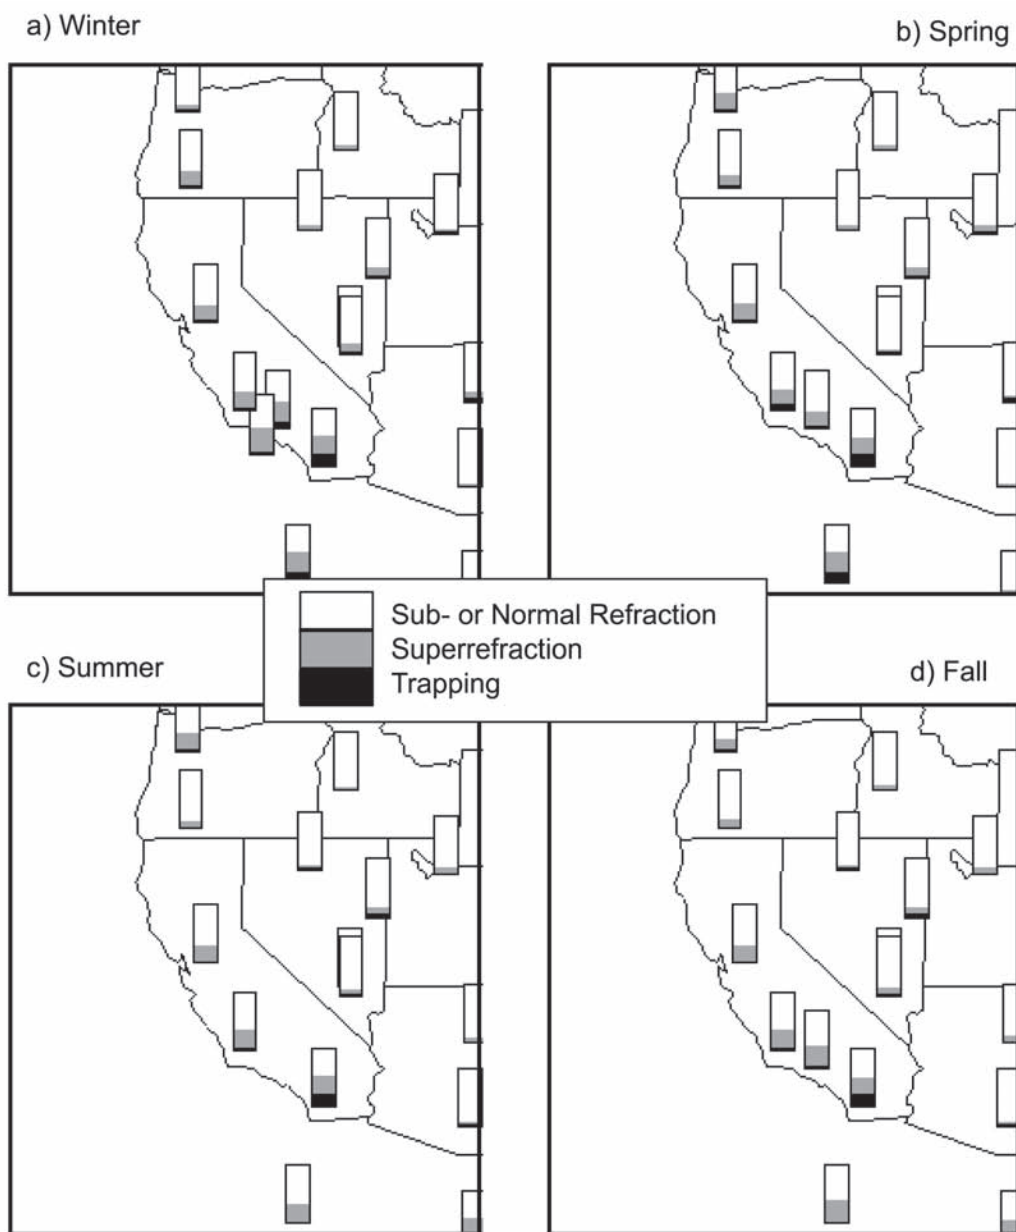 a) Winter
b) Spring
Sub- or Normal Refraction
Superrefraction
Trapping
c) Summer
d) Fall